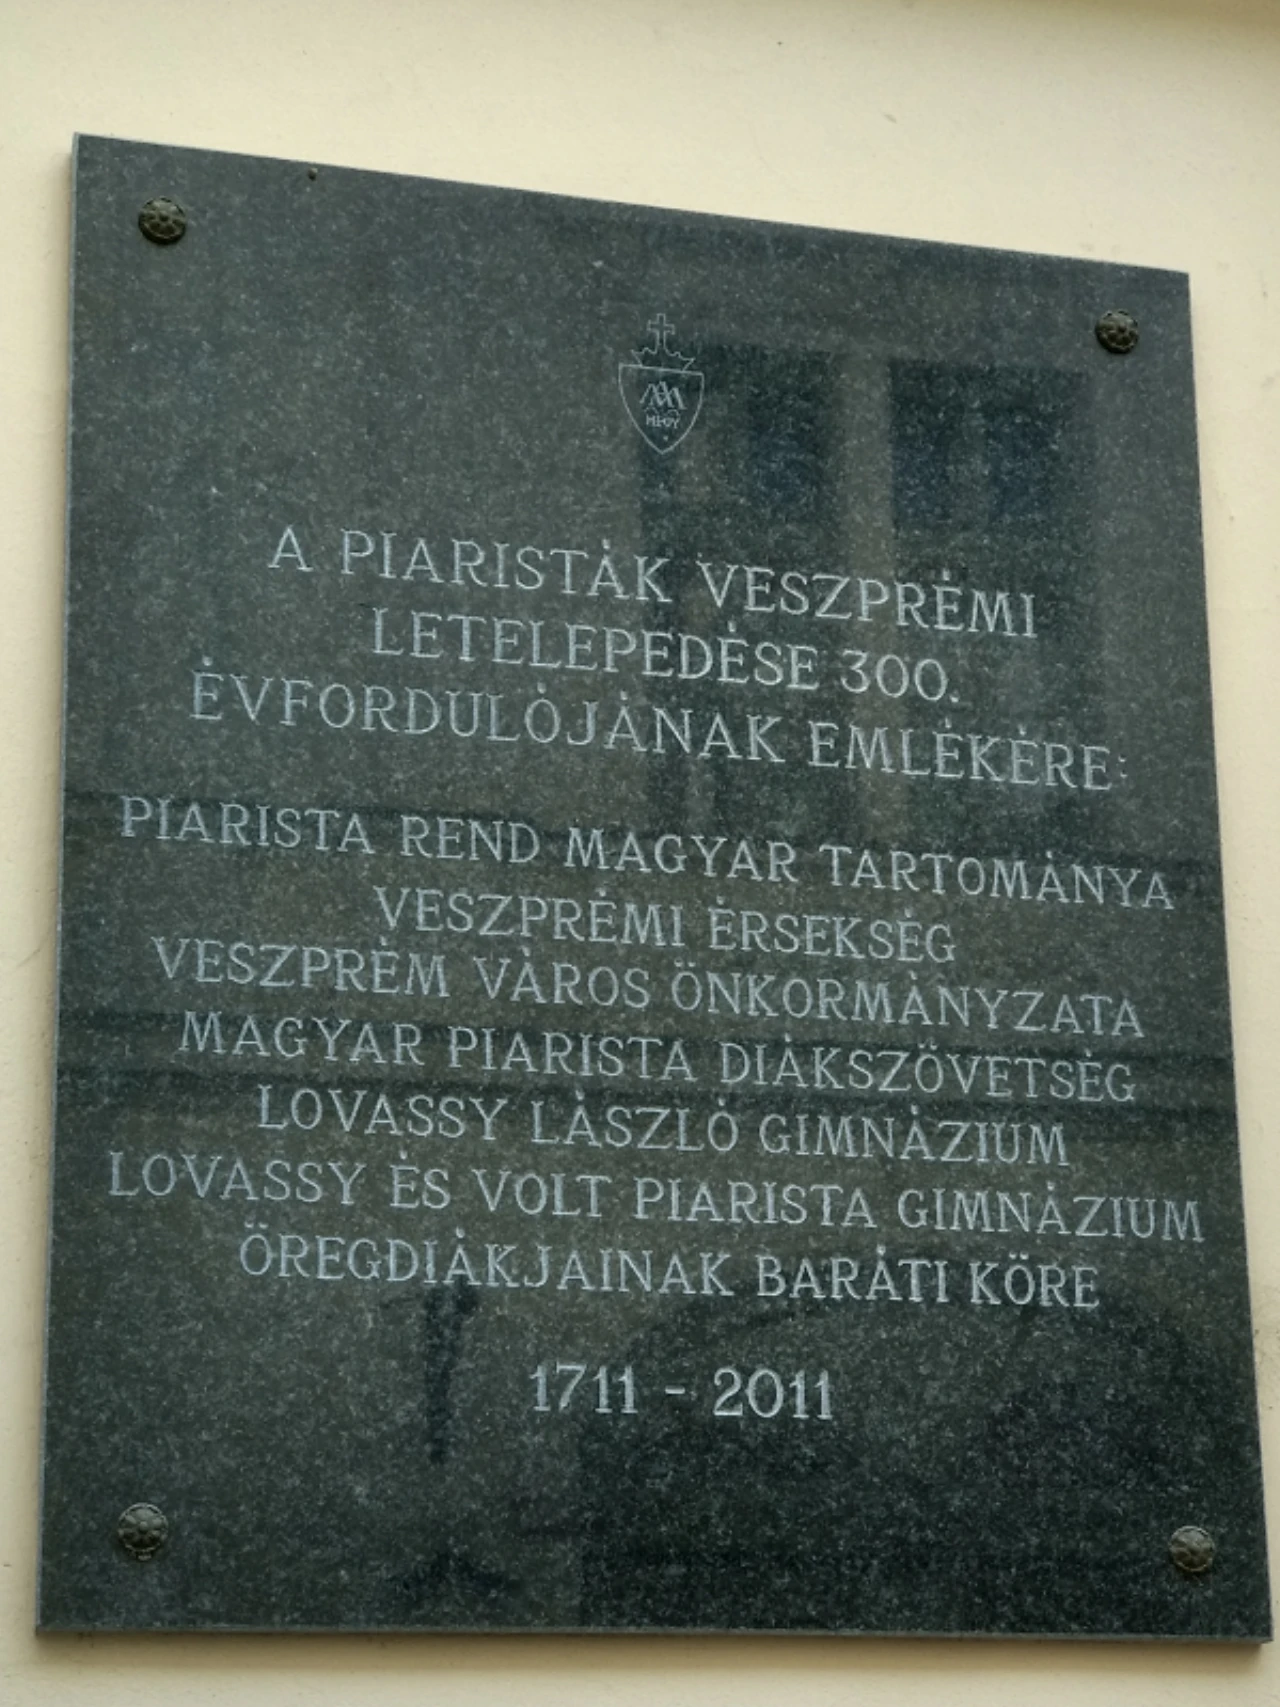 A PIARISTÁK VESZPRÉMI
LETELEPEDÉSE 300.
ÉVFORDULÓJÁNAK EMLÉKÉRE:
PIARISTA REND MAGYAR TARTOMÁNYA
VESZPRÉMI ÉRSEKSÉG
VESZPRÉM VÁROS ÖNKORMÁNYZATA
MAGYAR PIARISTA DIÁKSZÖVETSÉG
LOVASSY LÁSZLÓ GIMNÁZIUM
LOVASSY ÉS VOLT PIARISTA GIMNÁZIUM
ÖREGDIÁKJAINAK BARÁTI KÖRE
1711 - 2011